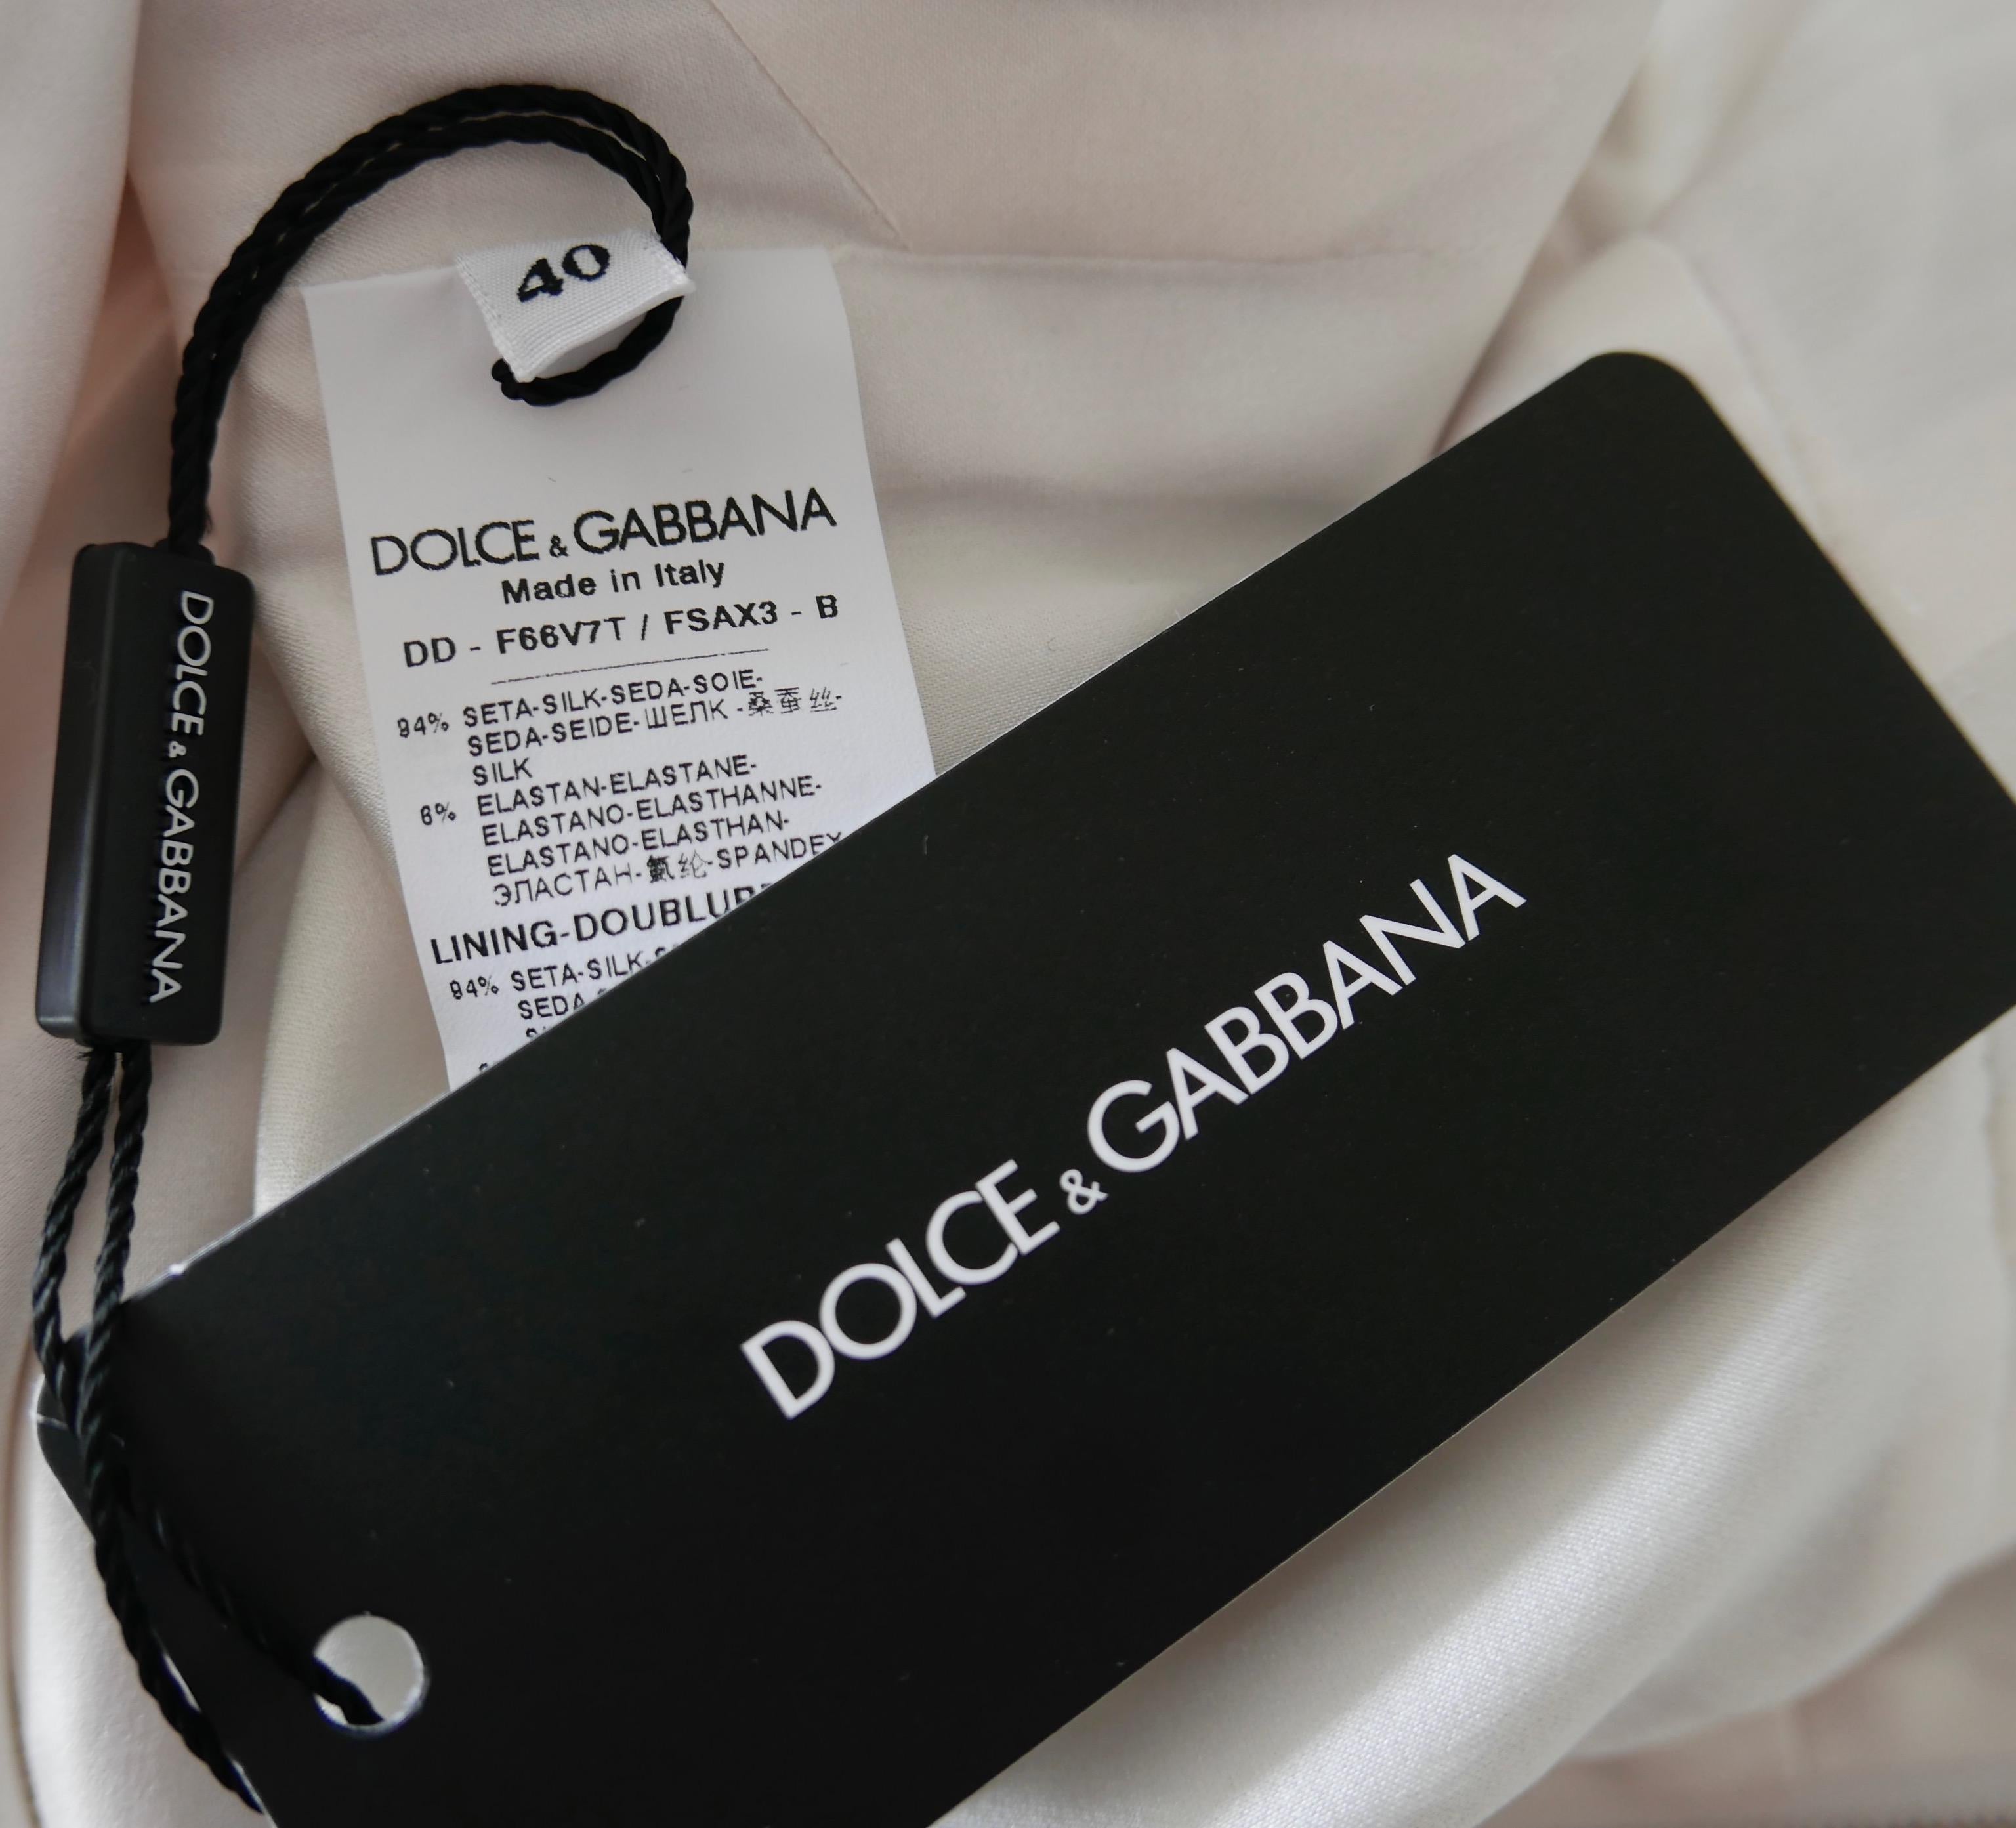 40
DOLCE & GABBANA
Made in Italy
DD - F66V7T / FSAX3 - B
94% SETA-SILK-SEDA-SOIE-
SEDA-SEIDE-ШЕЛК -桑蚕丝-
SILK
6% ELASTAN-ELASTANE-
ELASTANO-ELASTHANNE-
ELASTANO-ELASTHAN-
ЭЛАСТАН-氨纶-SPANDEX
LINING-DOUBLURE
94% SETA-SILK-
SEDA
DOLCE & GABBANA
DOLCE & GABBANA